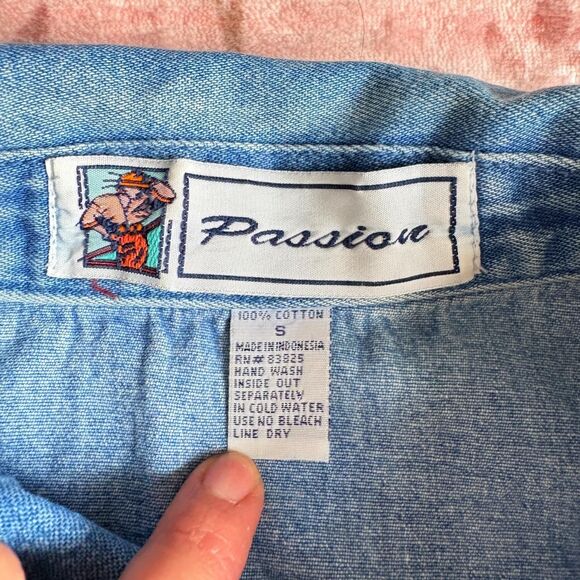 Passion
100% COTTON
S
MADE IN INDONESIA
RN# 83825
HAND WASH
INSIDE OUT
SEPARATELY
IN COLD WATER
USE NO BLEACH
LINE DRY